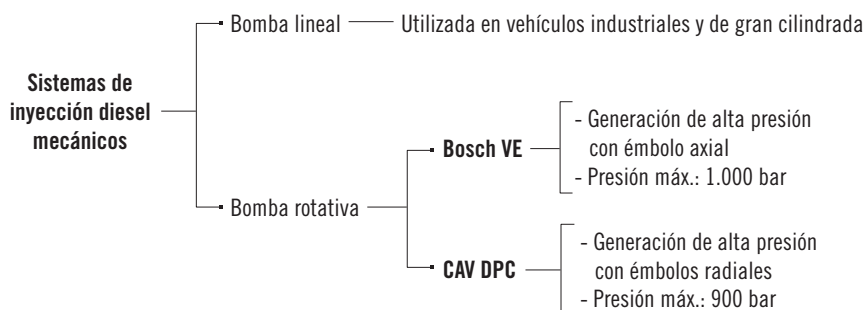 Bomba lineal
Utilizada en vehículos industriales y de gran cilindrada
Sistemas de
inyección diesel
mecánicos
Bomba rotativa
Bosch VE
- Generación de alta presión
con émbolo axial
- Presión máx.: 1.000 bar
CAV DPC
- Generación de alta presión
con émbolos radiales
- Presión máx.: 900 bar